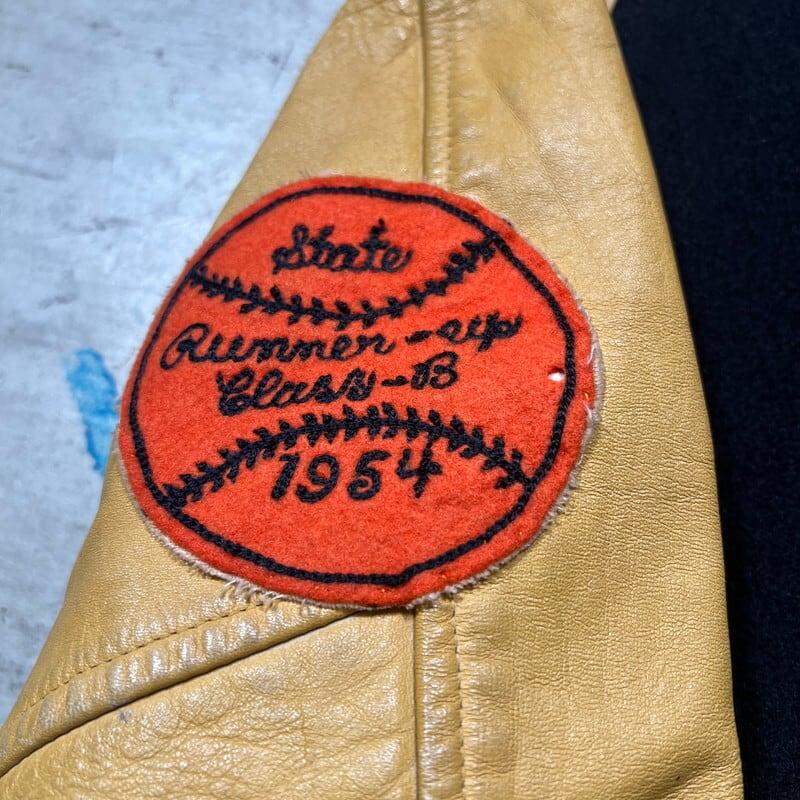 State
Runner-up
Class-B
1954